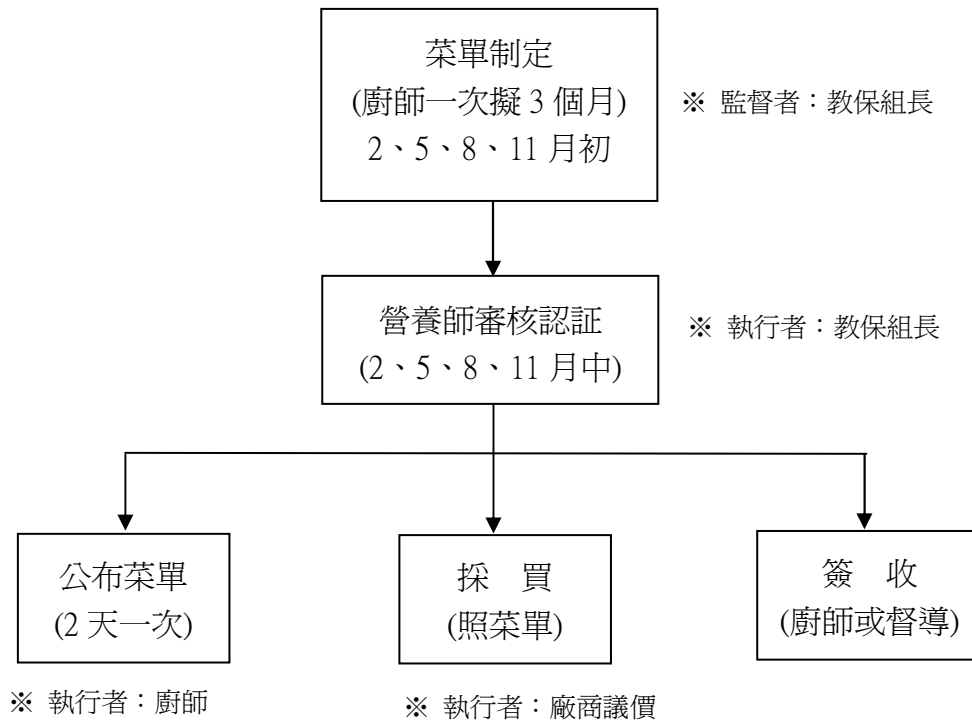 菜單制定
(廚師一次擬 3 個月)
2、5、8、11 月初
※ 監督者：教保組長
營養師審核認証
(2、5、8、11 月中)
※ 執行者：教保組長
公布菜單
(2 天一次)
※ 執行者：廚師
採 買
(照菜單)
※ 執行者：廠商議價
簽 收
(廚師或督導)